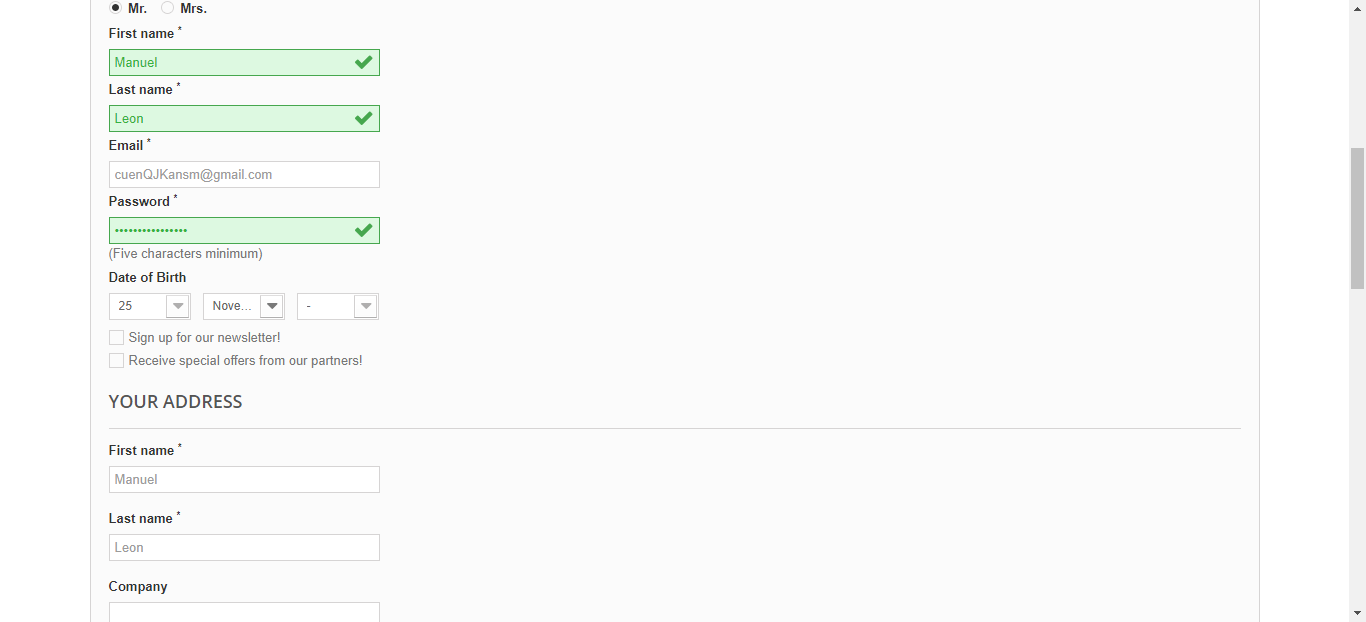 Mr. Mrs.
First name *
Manuel
Last name *
Leon
Email *
cuenQJKansm@gmail.com
Password *
••••••••••••••••
(Five characters minimum)
Date of Birth
25 Nove... -
Sign up for our newsletter!
Receive special offers from our partners!
YOUR ADDRESS
First name *
Manuel
Last name *
Leon
Company